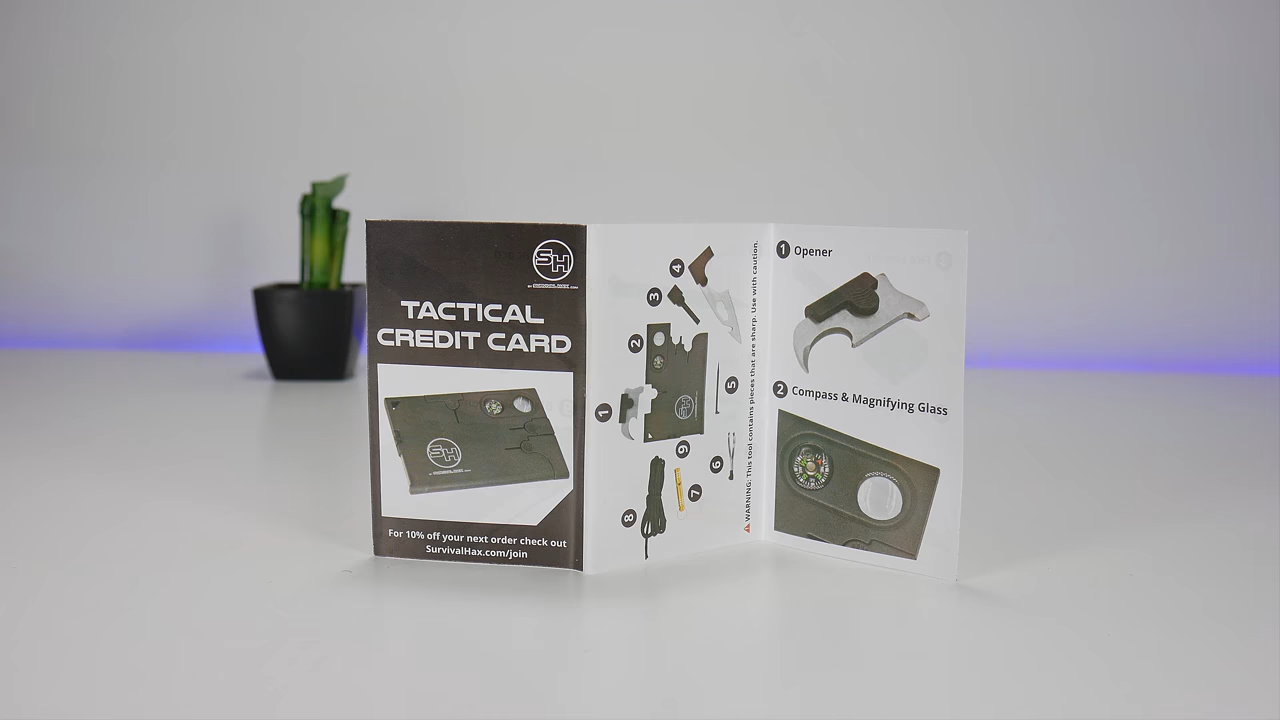 SH
TACTICAL
CREDIT CARD
SH
For 10% off your next order check out
SurvivalHax.com/join
1
2
3
4
5
6
7
8
9
SH
WARNING: This tool contains pieces that are sharp. Use with caution.
1 Opener
2 Compass & Magnifying Glass